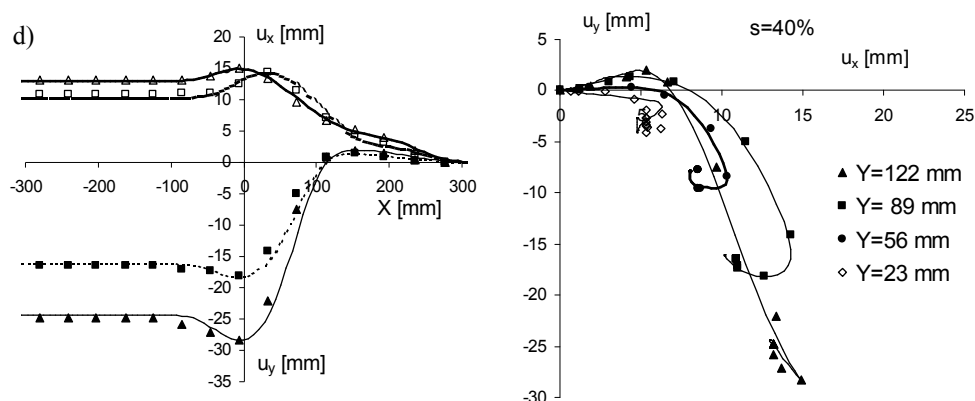 d)
u_x [mm]
20
15
10
5
0
-5
-10
-15
-20
-25
-30
-35
-300 -200 -100 0 100 200 300
X [mm]
u_y [mm]
u_y [mm]
s=40%
u_x [mm]
5
0
-5
-10
-15
-20
-25
-30
0 5 10 15 20 25
Y=122 mm
Y= 89 mm
Y=56 mm
Y=23 mm